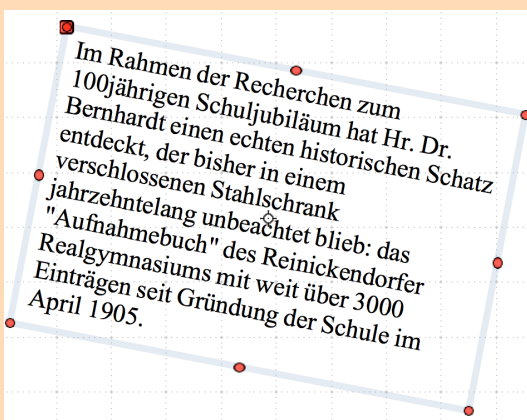 Im Rahmen der Recherchen zum
100jährigen Schuljubiläum hat Hr. Dr.
Bernhardt einen echten historischen Schatz
entdeckt, der bisher in einem
verschlossenen Stahlschrank
jahrzehntelang unbeachtet blieb: das
"Aufnahmebuch" des Reinickendorfer
Realgymnasiums mit weit über 3000
Einträgen seit Gründung der Schule im
April 1905.